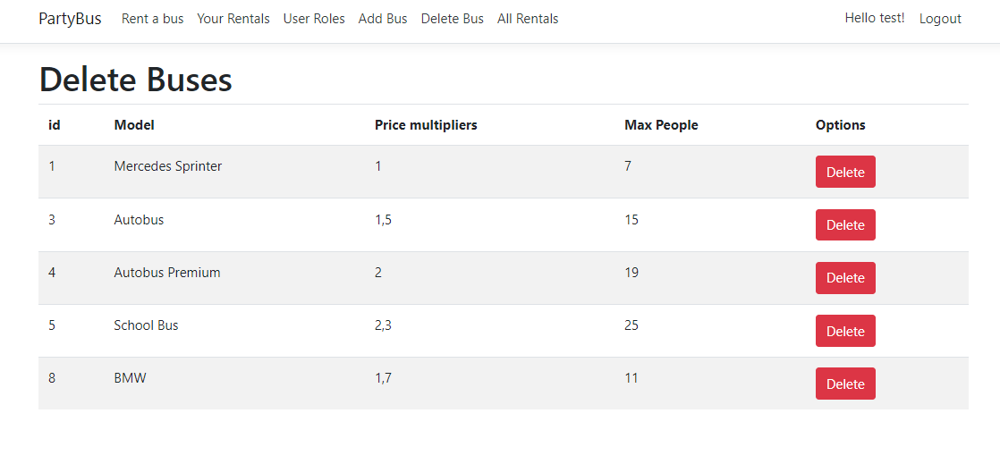 PartyBus Rent a bus Your Rentals User Roles Add Bus Delete Bus All Rentals Hello test! Logout
Delete Buses
id Model Price multipliers Max People Options
1 Mercedes Sprinter 1 7 Delete
3 Autobus 1,5 15 Delete
4 Autobus Premium 2 19 Delete
5 School Bus 2,3 25 Delete
8 BMW 1,7 11 Delete